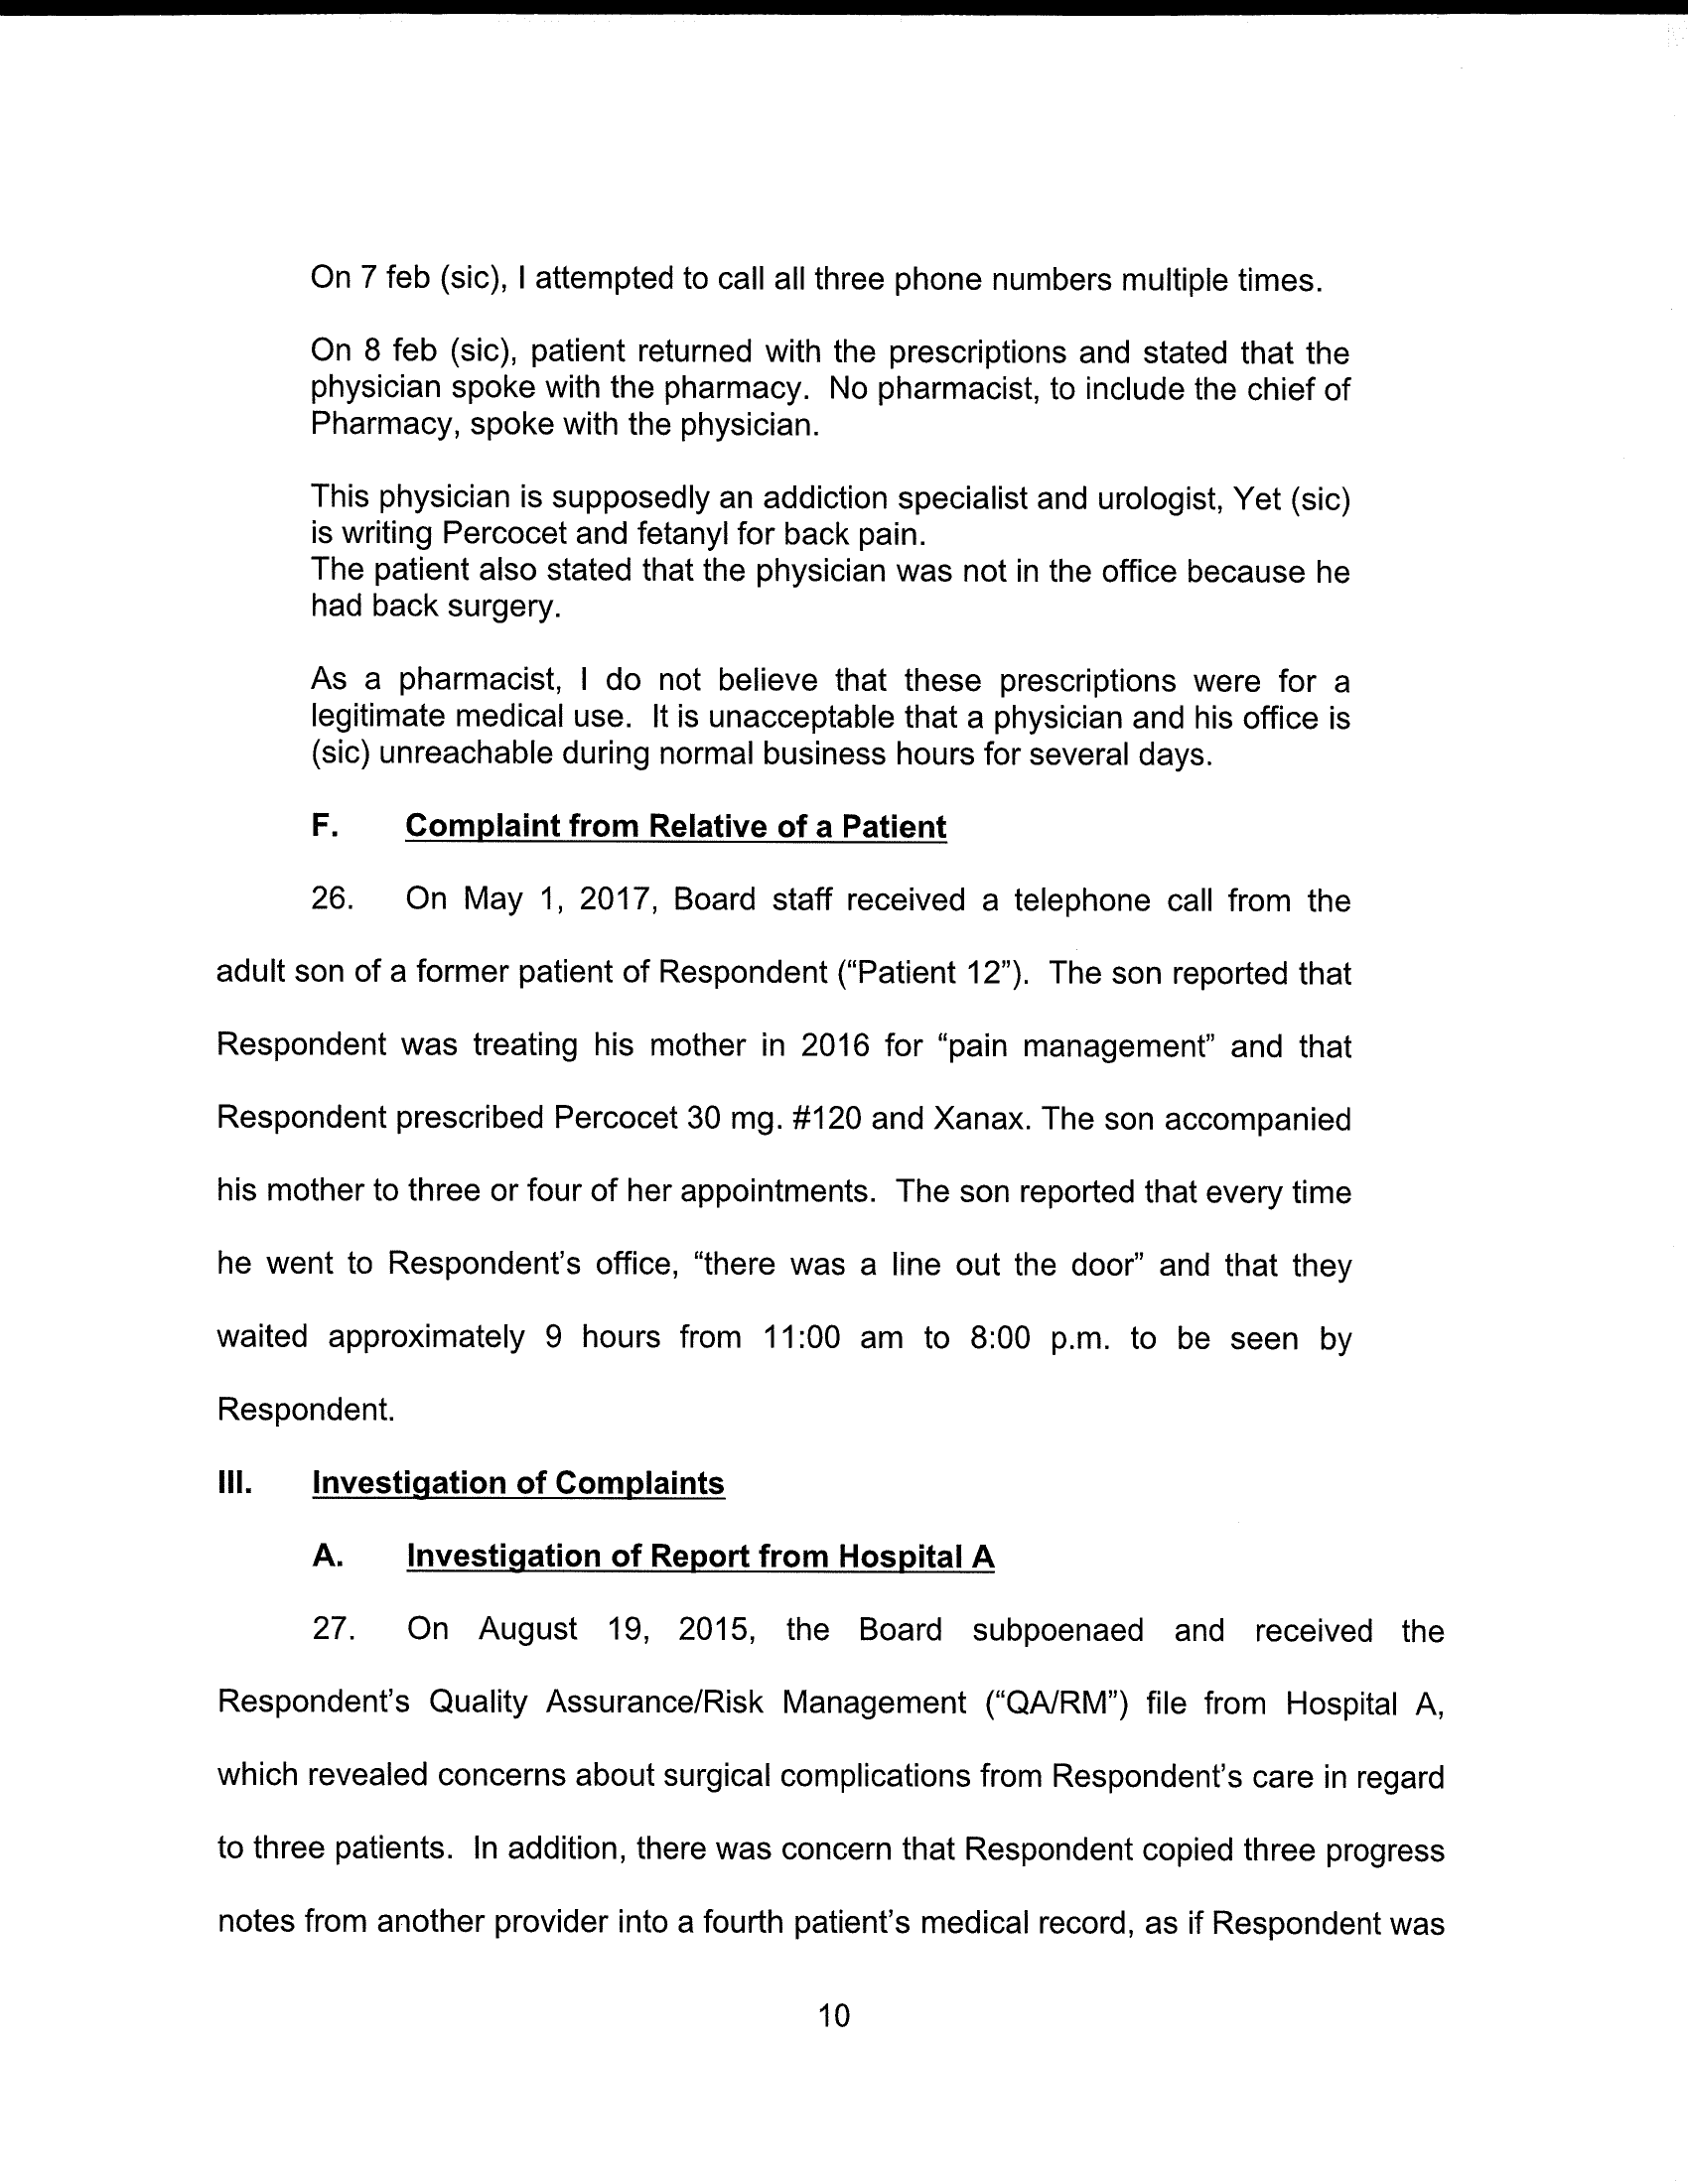 On 7 feb (sic), I attempted to call all three phone numbers multiple times.
On 8 feb (sic), patient returned with the prescriptions and stated that the
physician spoke with the pharmacy. No pharmacist, to include the chief of
Pharmacy, spoke with the physician.
This physician is supposedly an addiction specialist and urologist, Yet (sic)
is writing Percocet and fetanyl for back pain.
The patient also stated that the physician was not in the office because he
had back surgery.
As a pharmacist, I do not believe that these prescriptions were for a
legitimate medical use. It is unacceptable that a physician and his office is
(sic) unreachable during normal business hours for several days.
F. Complaint from Relative of a Patient
26. On May 1, 2017, Board staff received a telephone call from the
adult son of a former patient of Respondent (“Patient 12”). The son reported that
Respondent was treating his mother in 2016 for “pain management” and that
Respondent prescribed Percocet 30 mg. #120 and Xanax. The son accompanied
his mother to three or four of her appointments. The son reported that every time
he went to Respondent’s office, “there was a line out the door” and that they
waited approximately 9 hours from 11:00 am to 8:00 p.m. to be seen by
Respondent.
III. Investigation of Complaints
A. Investigation of Report from Hospital A
27. On August 19, 2015, the Board subpoenaed and received the
Respondent’s Quality Assurance/Risk Management (“QA/RM”) file from Hospital A,
which revealed concerns about surgical complications from Respondent’s care in regard
to three patients. In addition, there was concern that Respondent copied three progress
notes from another provider into a fourth patient’s medical record, as if Respondent was
10